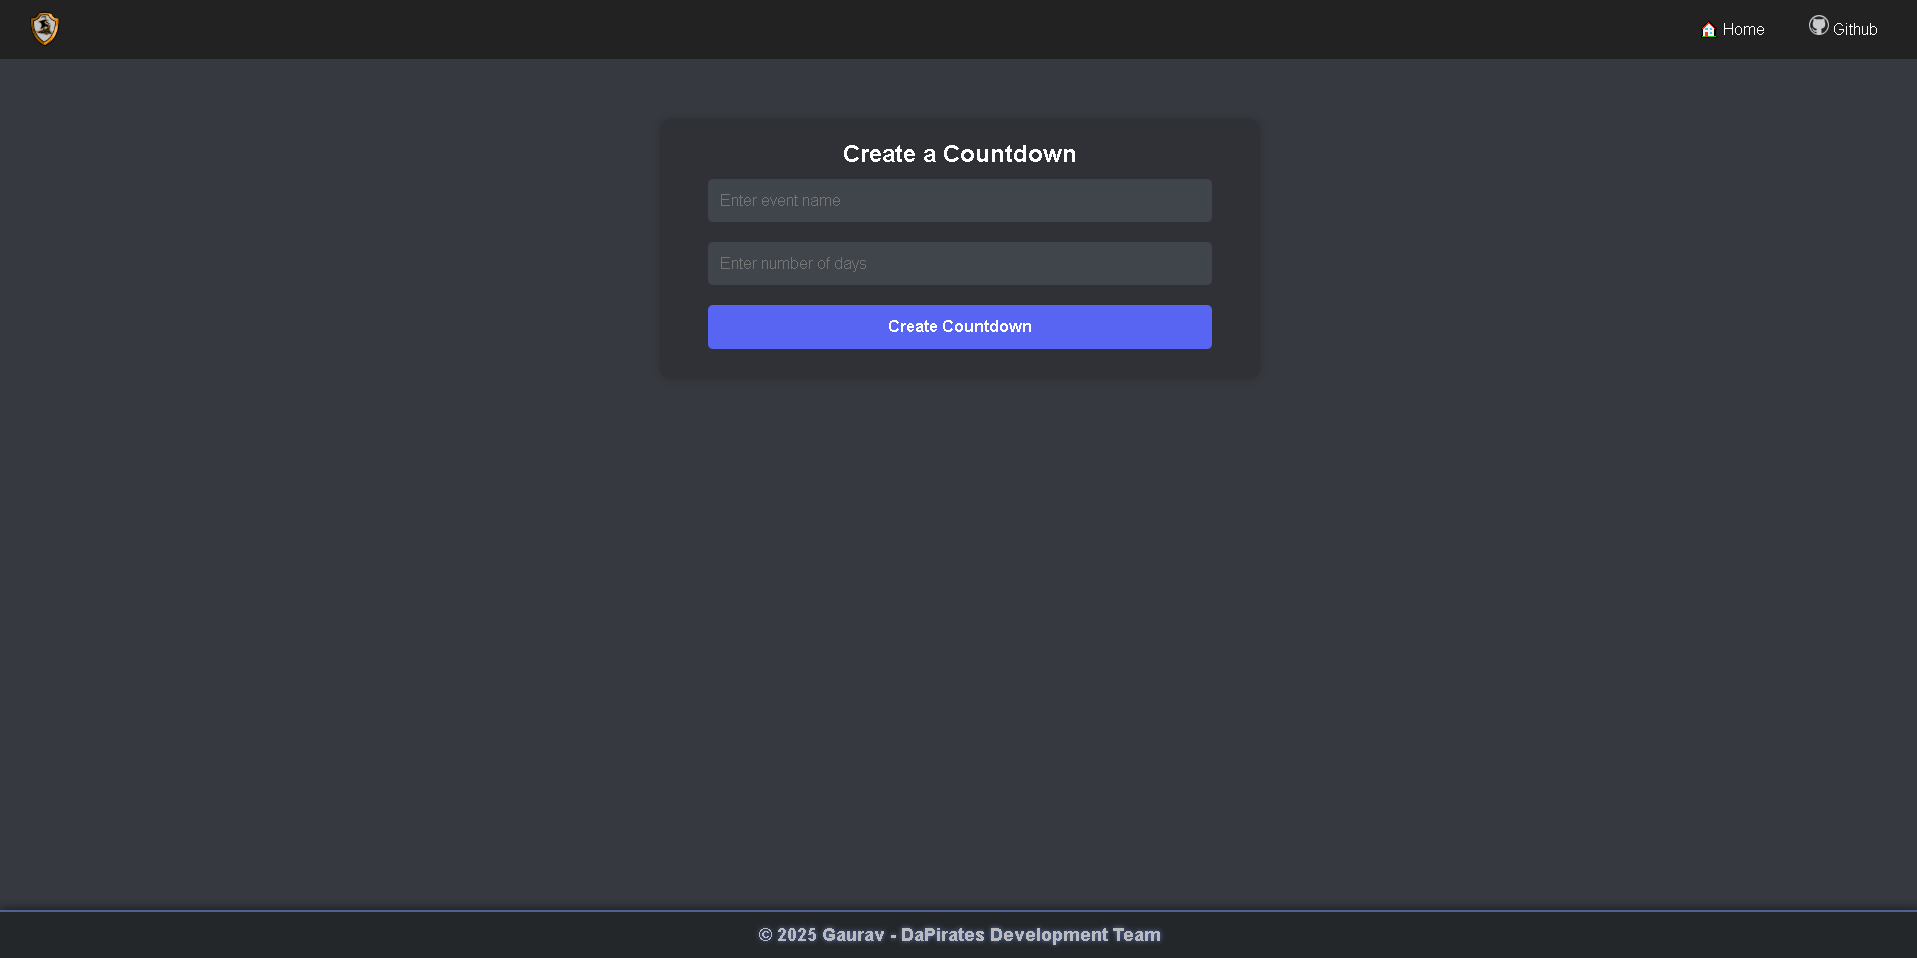 Home
Github
Create a Countdown
Enter event name
Enter number of days
Create Countdown
© 2025 Gaurav - DaPirates Development Team